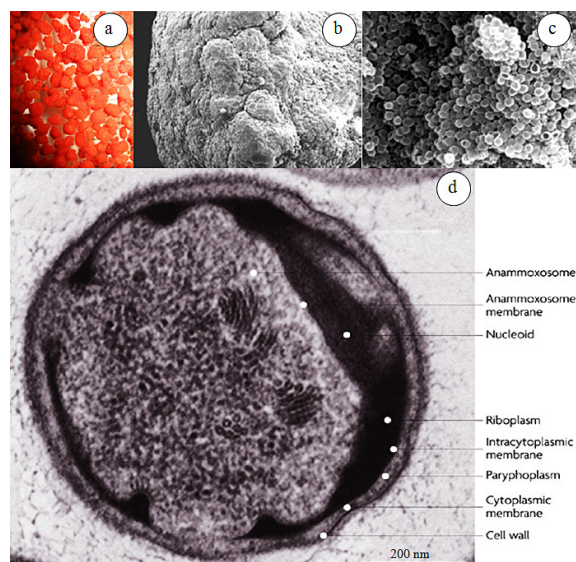 a
b
c
d
Anammoxosome
Anammoxosome
membrane
Nucleoid
Riboplasm
Intracytoplasmic
membrane
Paryphoplasm
Cytoplasmic
membrane
Cell wall
200 nm